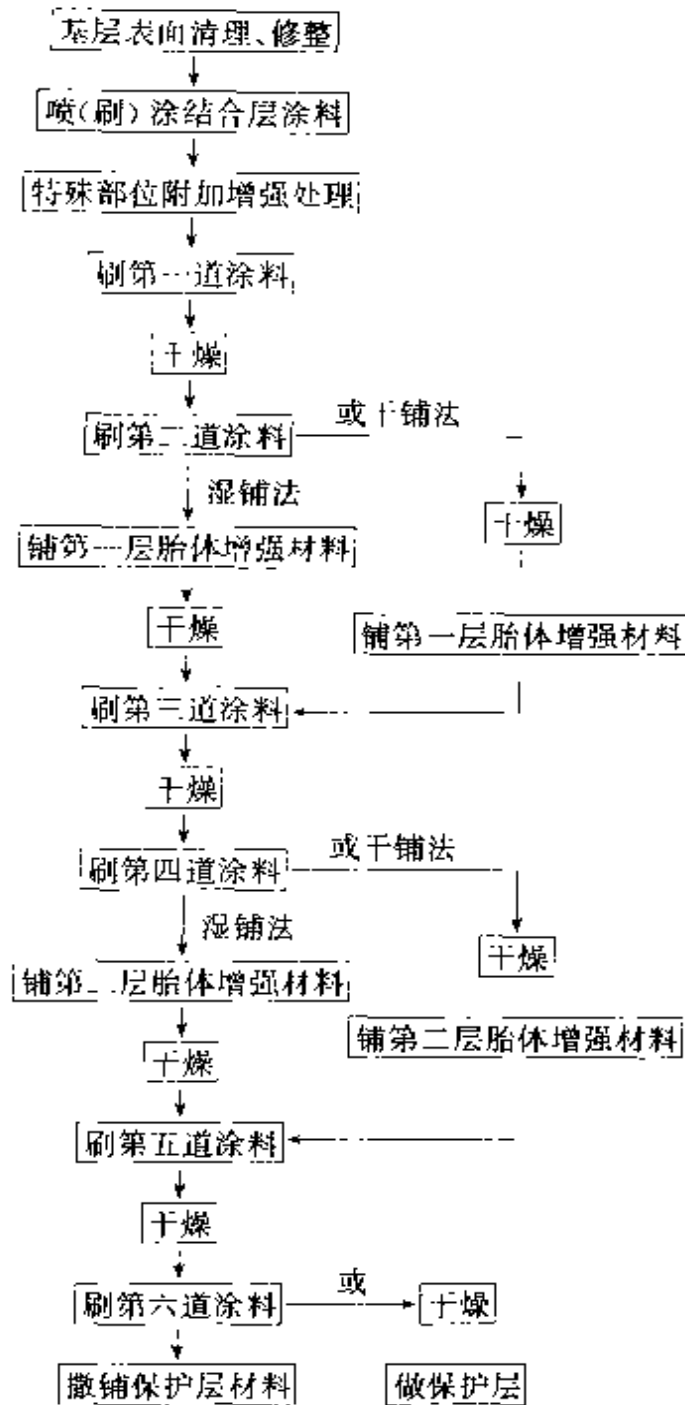 基层表面清理、修整
喷(刷)涂结合层涂料
特殊部位附加增强处理
刷第一道涂料
干燥
刷第二道涂料
或干铺法
湿铺法
干燥
铺第一层胎体增强材料
干燥
铺第一层胎体增强材料
刷第三道涂料
干燥
刷第四道涂料
或干铺法
湿铺法
干燥
铺第二层胎体增强材料
铺第二层胎体增强材料
干燥
刷第五道涂料
干燥
刷第六道涂料
或
干燥
撒铺保护层材料
做保护层